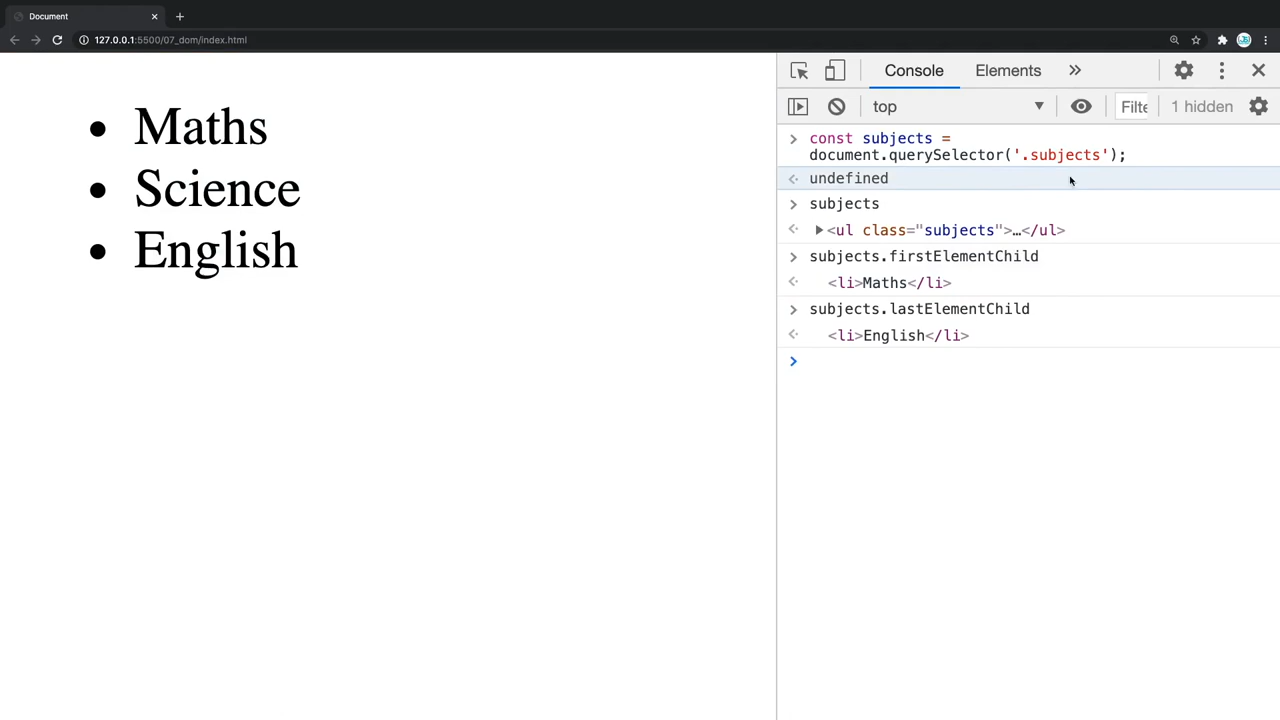 Document
127.0.0.1:5500/07_dom/index.html
Maths
Science
English
Console Elements
top Filte 1 hidden
const subjects =
document.querySelector('.subjects');
undefined
subjects
<ul class="subjects">…</ul>
subjects.firstElementChild
<li>Maths</li>
subjects.lastElementChild
<li>English</li>